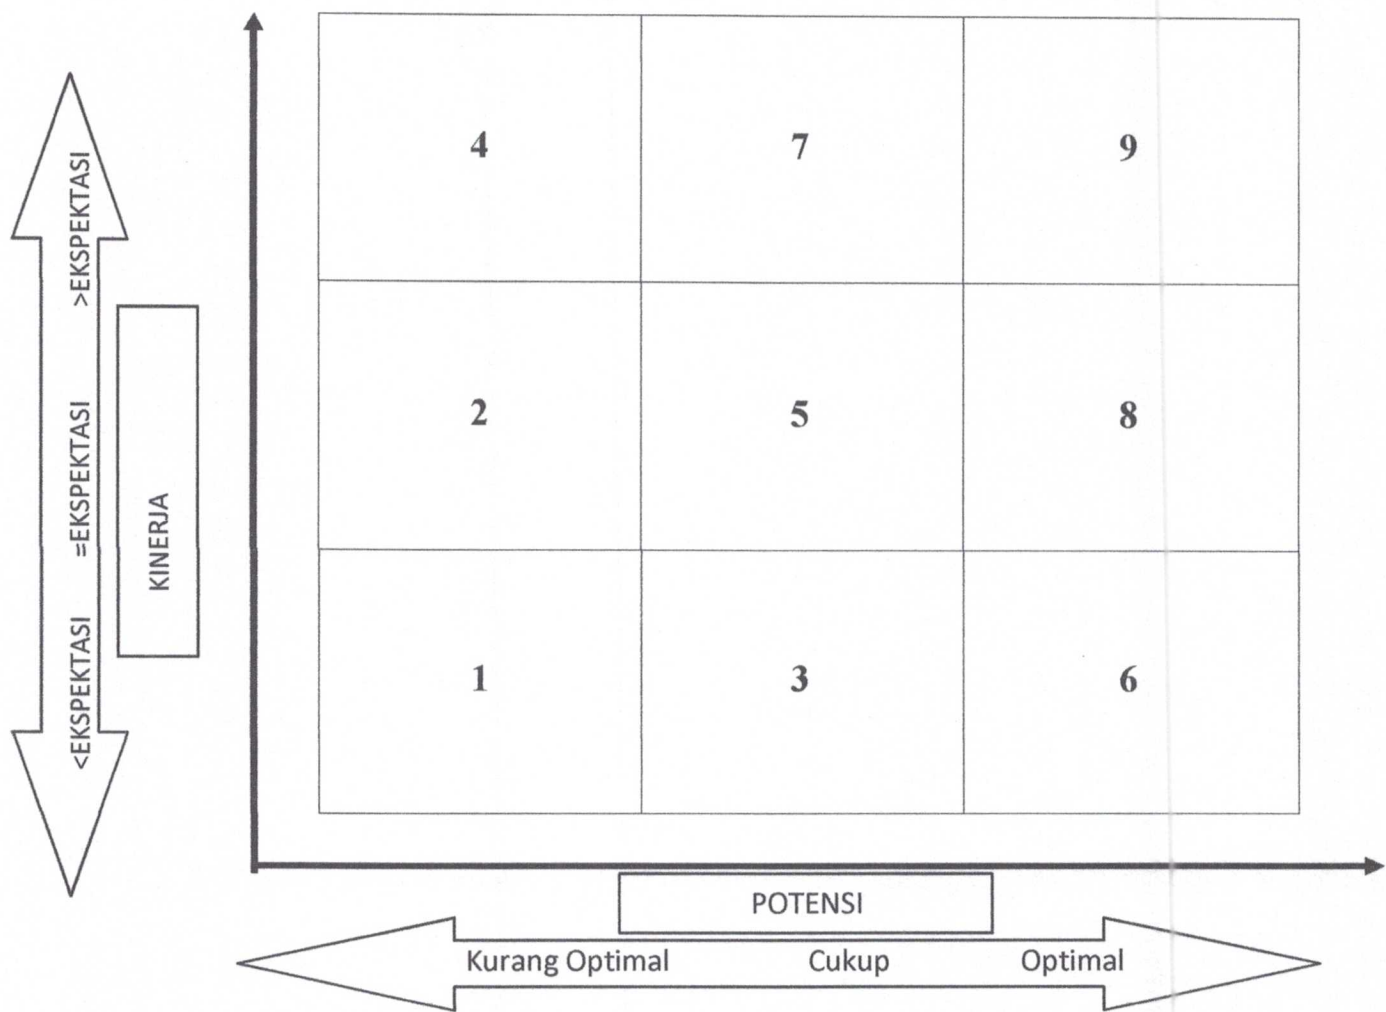 4 7 9
2 5 8
1 3 6
>EKSPEKTASI
=EKSPEKTASI
<EKSPEKTASI
KINERJA
POTENSI
Kurang Optimal Cukup Optimal